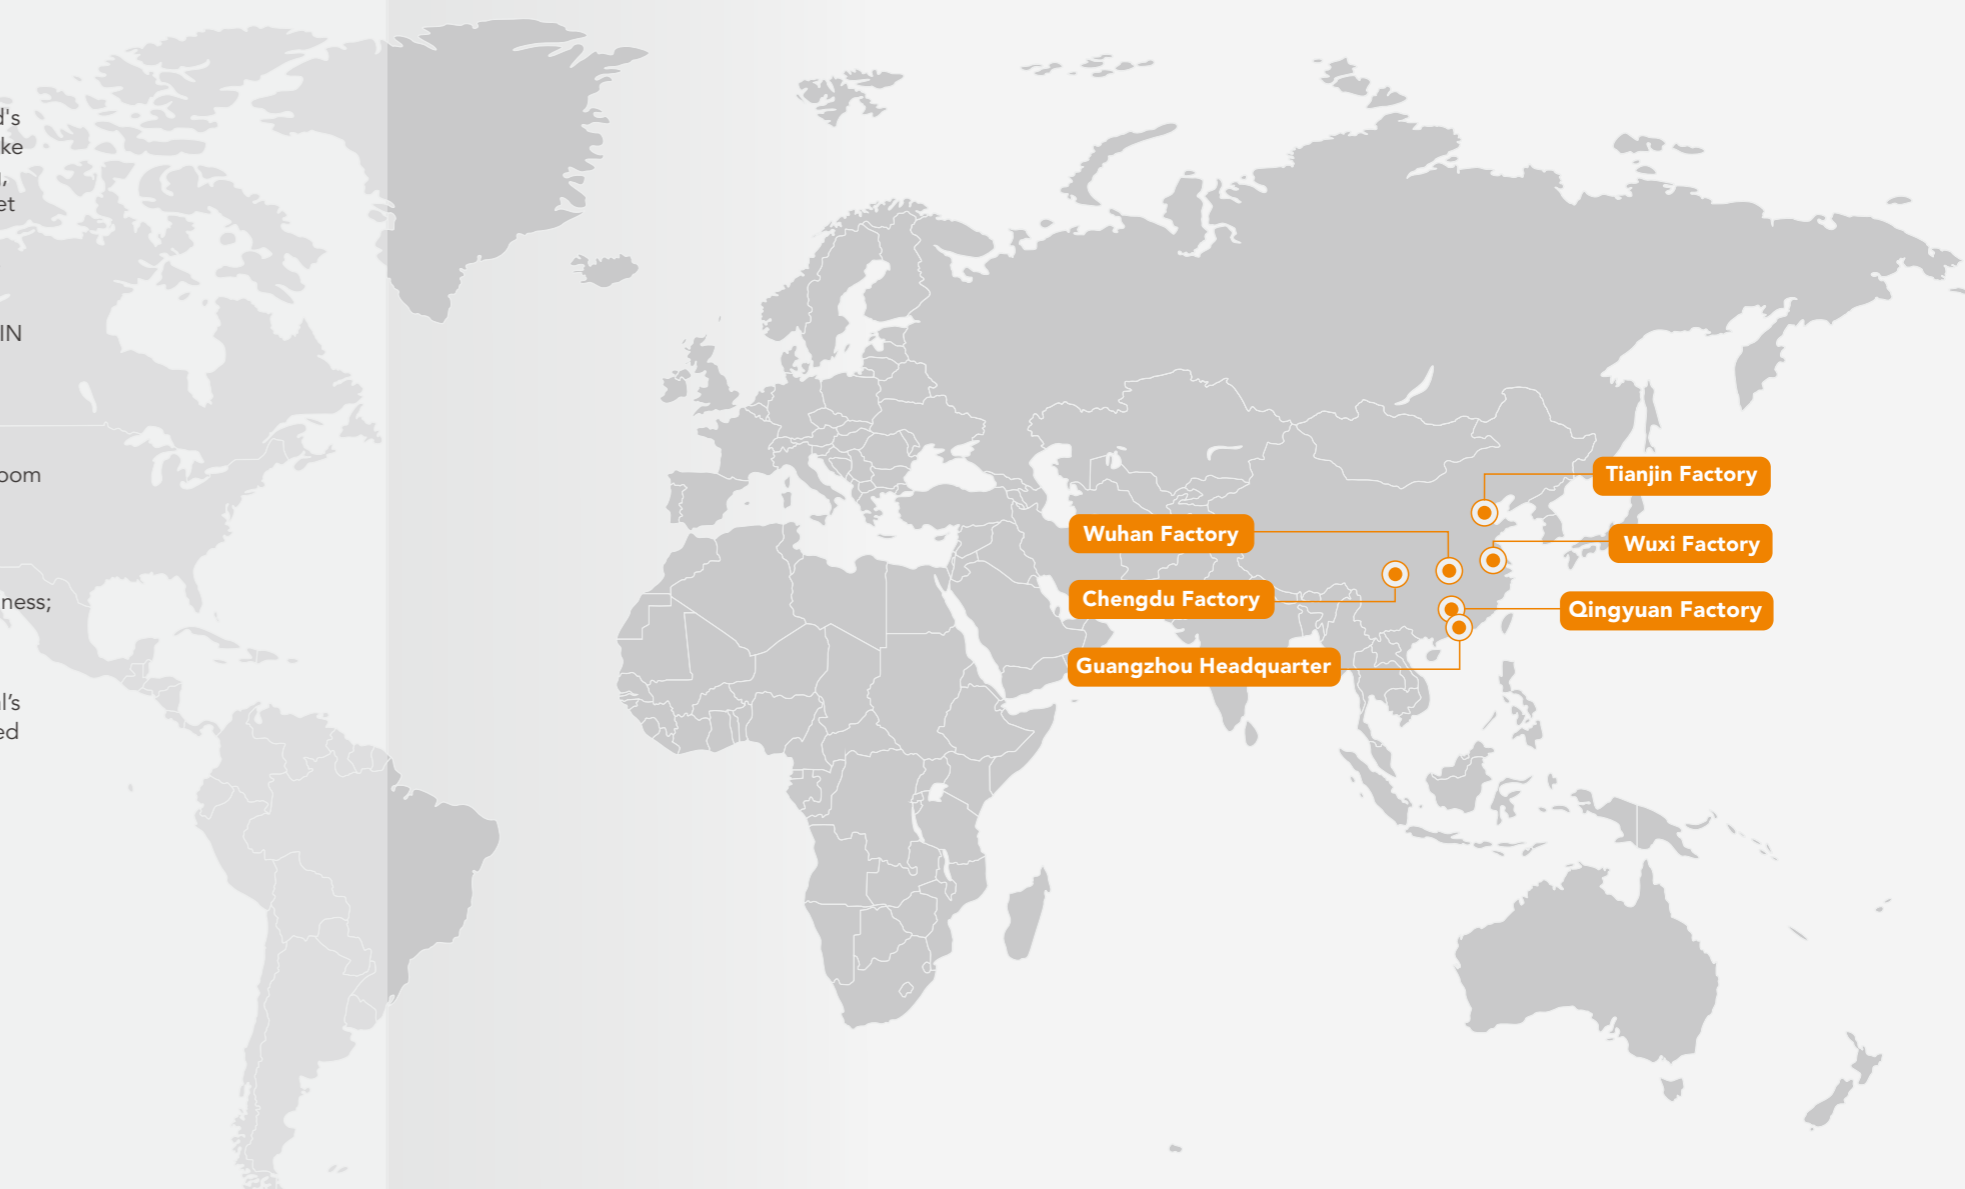 d's
ke
et
IN
oom
ness;
l’s
ed
Tianjin Factory
Wuhan Factory
Wuxi Factory
Chengdu Factory
Qingyuan Factory
Guangzhou Headquarter